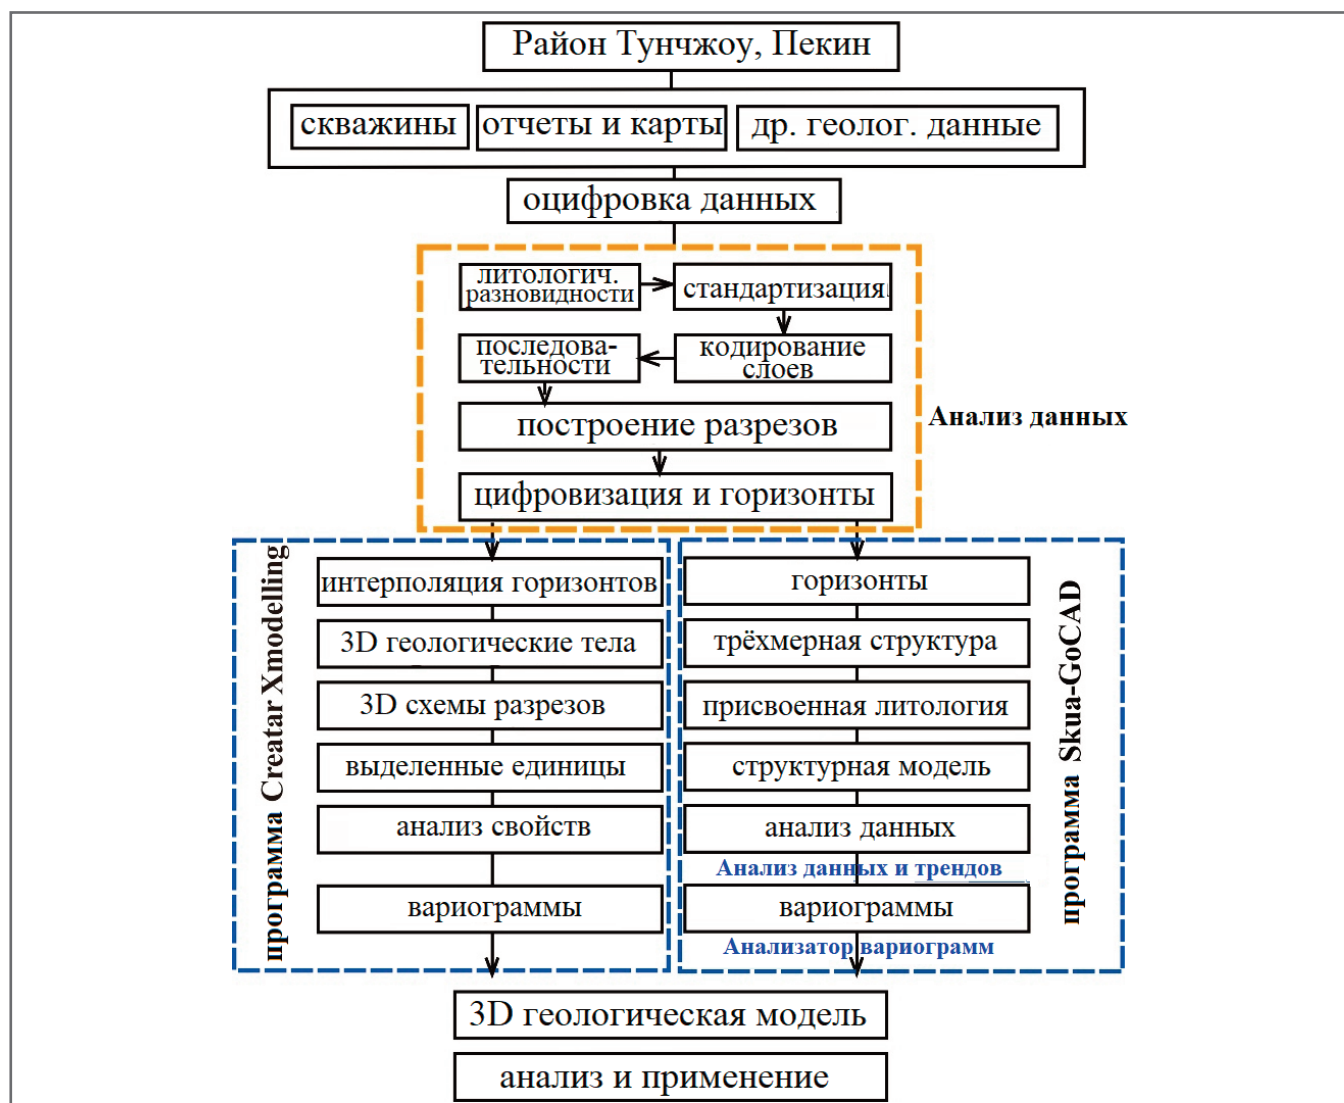 Район Тунчжоу, Пекин
скважины
отчеты и карты
др. геолог. данные
оцифровка данных
литологич.
разновидности
стандартизация
последова-
тельности
кодирование
слоев
построение разрезов
цифровизация и горизонты
Анализ данных
программа Creatar Xmodelling
интерполяция горизонтов
3D геологические тела
3D схемы разрезов
выделенные единицы
анализ свойств
вариограммы
горизонты
трёхмерная структура
присвоенная литология
структурная модель
анализ данных
Анализ данных и трендов
вариограммы
Анализатор вариограмм
программа Skua-GoCAD
3D геологическая модель
анализ и применение